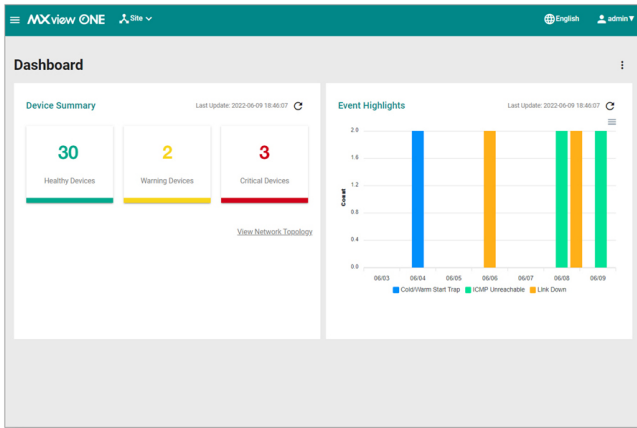 MXview ONE Site English admin
Dashboard
Device Summary Last Update: 2022-06-09 18:46:07
30 2 3
Healthy Devices Warning Devices Critical Devices
View Network Topology
Event Highlights Last Update: 2022-06-09 18:46:07
2.0
1.6
1.2
0.8
0.4
0.0
Count
06/03 06/04 06/05 06/06 06/07 06/08 06/09
Cold/Warm Start Trap ICMP Unreachable Link Down